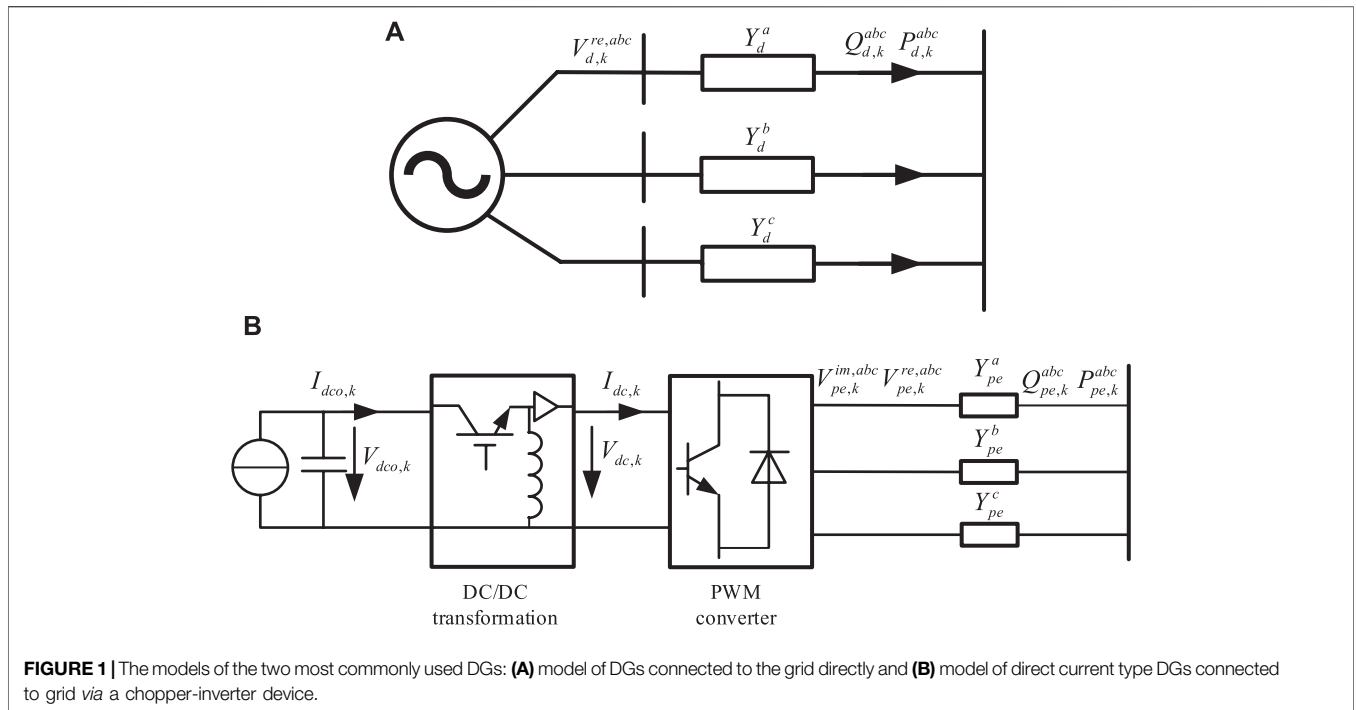 A
V_{d,k}^{re,abc}
Y_d^a
Q_{d,k}^{abc} P_{d,k}^{abc}
Y_d^b
Y_d^c
B
I_{dco,k}
V_{dco,k}
I_{dc,k}
V_{dc,k}
V_{pe,k}^{im,abc} V_{pe,k}^{re,abc}
Y_{pe}^a
Q_{pe,k}^{abc} P_{pe,k}^{abc}
Y_{pe}^b
Y_{pe}^c
DC/DC
transformation
PWM
converter
FIGURE 1 | The models of the two most commonly used DGs: (A) model of DGs connected to the grid directly and (B) model of direct current type DGs connected
to grid via a chopper-inverter device.